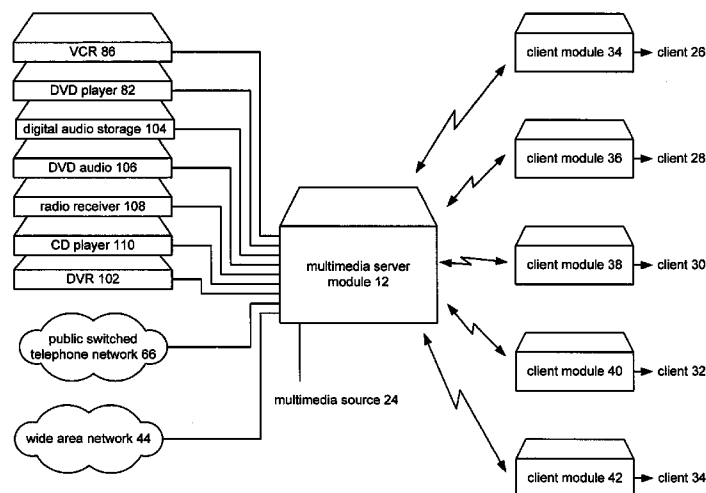 VCR 86
DVD player 82
digital audio storage 104
DVD audio 106
radio receiver 108
CD player 110
DVR 102
public switched
telephone network 66
wide area network 44
multimedia server
module 12
multimedia source 24
client module 34
client 26
client module 36
client 28
client module 38
client 30
client module 40
client 32
client module 42
client 34